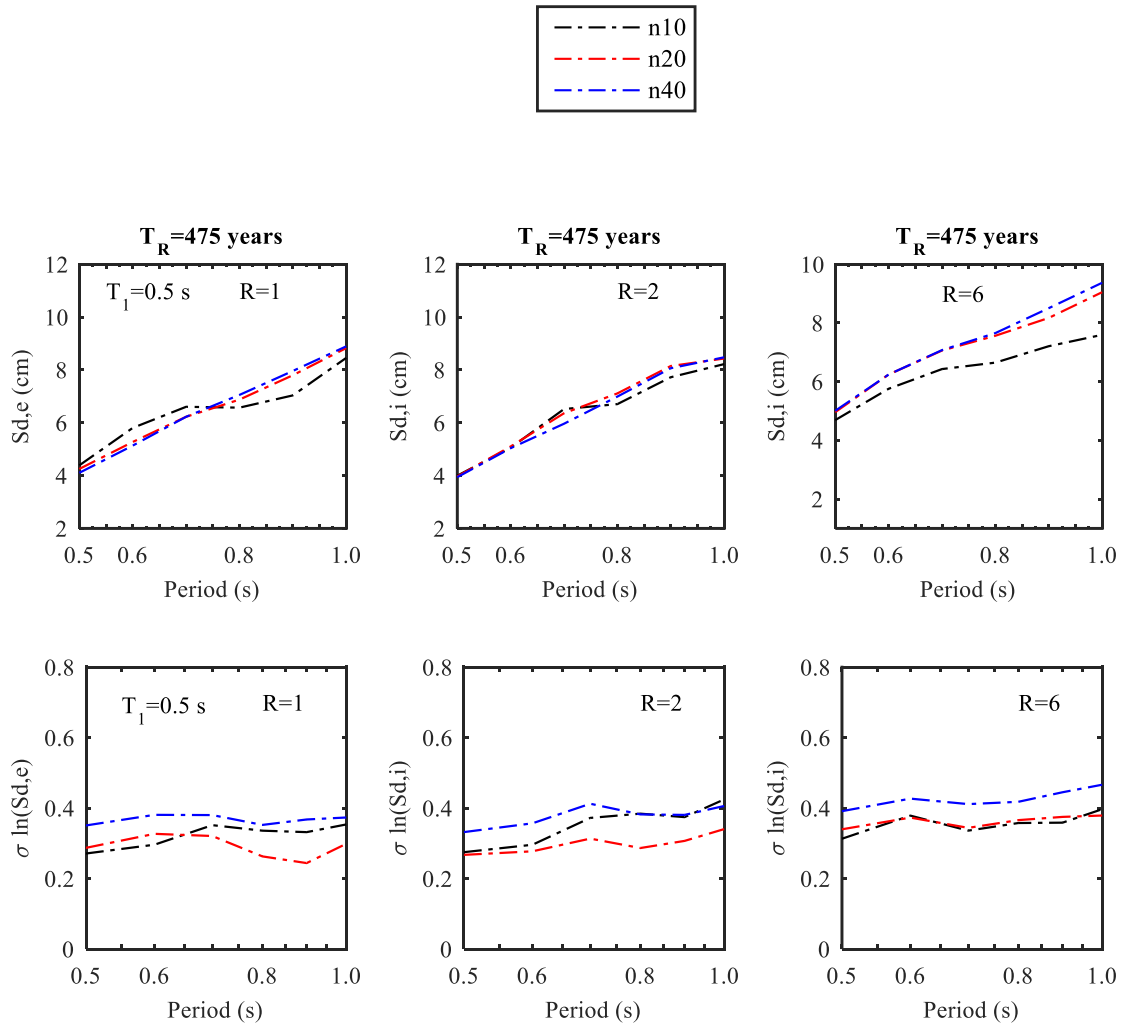 n10
n20
n40
T_R=475 years
T_R=475 years
T_R=475 years
12
10
8
6
4
2
Sd,e (cm)
T_1=0.5 s R=1
0.5 0.6 0.8 1.0
Period (s)
12
10
8
6
4
2
Sd,i (cm)
R=2
0.5 0.6 0.8 1.0
Period (s)
10
8
6
4
2
Sd,i (cm)
R=6
0.5 0.6 0.8 1.0
Period (s)
0.8
0.6
0.4
0.2
0
σ ln(Sd,e)
T_1=0.5 s R=1
0.5 0.6 0.8 1.0
Period (s)
0.8
0.6
0.4
0.2
0
σ ln(Sd,i)
R=2
0.5 0.6 0.8 1.0
Period (s)
0.8
0.6
0.4
0.2
0
σ ln(Sd,i)
R=6
0.5 0.6 0.8 1.0
Period (s)